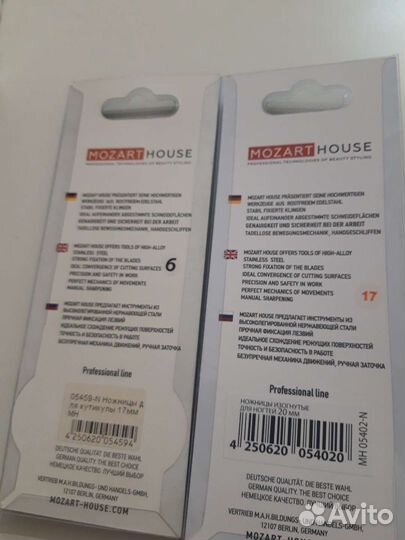 MOZART HOUSE
PROFESSIONAL TECHNOLOGIES OF BEAUTY STYLING
MOZART HOUSE PRÄSENTIERT SEINE HOCHWERTIGEN
WERKZEUGE AUS ROSTFREIEM EDELSTAHL
STABIL FIXIERTE KLINGEN
IDEAL AUFEINANDER ABGESTIMMTE SCHNEIDEFLÄCHEN
GENAUIGKEIT UND SICHERHEIT BEI DER ARBEIT
TADELLOSE BEWEGUNGSMECHANIK, HANDGESCHLIFFEN
MOZART HOUSE OFFERS TOOLS OF HIGH-ALLOY
STAINLESS STEEL
STRONG FIXATION OF THE BLADES
IDEAL CONVERGENCE OF CUTTING SURFACES
PRECISION AND SAFETY IN WORK
PERFECT MECHANICS OF MOVEMENTS
MANUAL SHARPENING
6
MOZART HOUSE ПРЕДЛАГАЕТ ИНСТРУМЕНТЫ ИЗ
ВЫСОКОЛЕГИРОВАННОЙ НЕРЖАВЕЮЩЕЙ СТАЛИ
ПРОЧНАЯ ФИКСАЦИЯ ЛЕЗВИЙ
ИДЕАЛЬНОЕ СХОЖДЕНИЕ РЕЖУЩИХ ПОВЕРХНОСТЕЙ
ТОЧНОСТЬ И БЕЗОПАСНОСТЬ В РАБОТЕ
БЕЗУПРЕЧНАЯ МЕХАНИКА ДВИЖЕНИЙ, РУЧНАЯ ЗАТОЧКА
Professional line
05459-N Ножницы д
ля кутикулы 17мм
MH
4 250620 054594
DEUTSCHE QUALITÄT. DIE BESTE WAHL
GERMAN QUALITY. THE BEST CHOICE
НЕМЕЦКОЕ КАЧЕСТВО. ЛУЧШИЙ ВЫБОР
VERTRIEB M.A.H.BILDUNGS- UND HANDELS-GMBH,
12107 BERLIN, GERMANY
MOZART-HOUSE.COM
MOZART HOUSE
PROFESSIONAL TECHNOLOGIES OF BEAUTY STYLING
MOZART HOUSE PRÄSENTIERT SEINE HOCHWERTIGEN
WERKZEUGE AUS ROSTFREIEM EDELSTAHL
STABIL FIXIERTE KLINGEN
IDEAL AUFEINANDER ABGESTIMMTE SCHNEIDEFLÄCHEN
GENAUIGKEIT UND SICHERHEIT BEI DER ARBEIT
TADELLOSE BEWEGUNGSMECHANIK, HANDGESCHLIFFEN
MOZART HOUSE OFFERS TOOLS OF HIGH-ALLOY
STAINLESS STEEL
STRONG FIXATION OF THE BLADES
IDEAL CONVERGENCE OF CUTTING SURFACES
PRECISION AND SAFETY IN WORK
PERFECT MECHANICS OF MOVEMENTS
MANUAL SHARPENING
17
MOZART HOUSE ПРЕДЛАГАЕТ ИНСТРУМЕНТЫ ИЗ
ВЫСОКОЛЕГИРОВАННОЙ НЕРЖАВЕЮЩЕЙ СТАЛИ
ПРОЧНАЯ ФИКСАЦИЯ ЛЕЗВИЙ
ИДЕАЛЬНОЕ СХОЖДЕНИЕ РЕЖУЩИХ ПОВЕРХНОСТЕЙ
ТОЧНОСТЬ И БЕЗОПАСНОСТЬ В РАБОТЕ
БЕЗУПРЕЧНАЯ МЕХАНИКА ДВИЖЕНИЙ, РУЧНАЯ ЗАТОЧКА
Professional line
НОЖНИЦЫ ИЗОГНУТЫЕ
ДЛЯ НОГТЕЙ 20 ММ
4 250620 054020
MH 05402-N
DEUTSCHE QUALITÄT. DIE BESTE WAHL
GERMAN QUALITY. THE BEST CHOICE
НЕМЕЦКОЕ КАЧЕСТВО. ЛУЧШИЙ ВЫБОР
VERTRIEB M.A.H.BILDUNGS- UND HANDELS-GMBH,
12107 BERLIN, GERMANY
MOZART-HOUSE
Avito